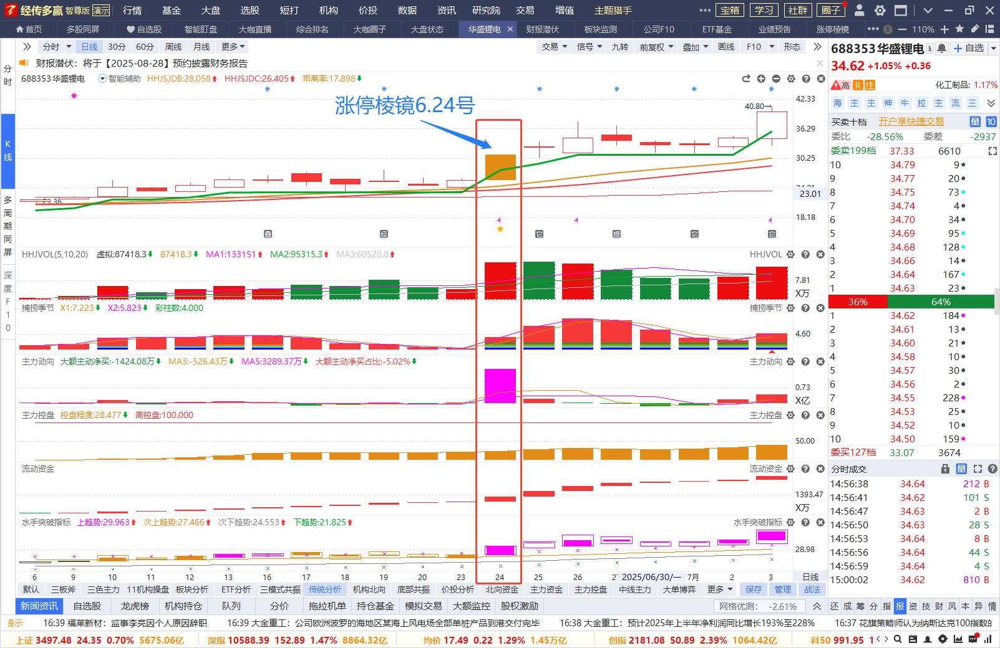 经传多赢 智尊版 演示 行情 基金 大盘 选股 短打 机构 价投 数据 资讯 研究院 交易 增值 主题猎手 宝箱 学习 社群 圈子
首页 多股同屏 自选股 智能盯盘 大咖直播 综合排名 大咖圈子 大盘状态 华盛锂电 财报潜伏 板块监测 公司F10 ETF基金 业绩预告 涨停棱镜 110%
分时 日线 30分 60分 周线 月线 更多 交易 信号 九转 前复权 叠加 画线 F10 形态
688353 华盛锂电 自选
财报潜伏：将于【2025-08-28】预约披露财务报告
34.62 +1.05% +0.36
688353 华盛锂电 智能辅助 HHJSJDB:28.058 HHJSJDC:26.405 乖离率:17.898
高 R 注 化工制品: 1.17%
海 主 主 神 牛 拉 主 流 三
涨停棱镜6.24号
42.33
40.80
36.29
30.25
24.21
23.01
18.18
27.36
叠 经 它 提 它 它
分时
K线
多周期同屏
深度F10
HHJVOL(5,10,20) 虚拟:87418.3 87418.3 MA1:133151 MA2:95315.3 MA3:60520.8 HHJVOL
7.81
X万
捕捞季节 X1:7.223 X2:5.823 彩柱数:4.000 捕捞季节
4.60
主力动向 大额主动净买:-1424.08万 MA3:-526.43万 MA5:3289.37万 大额主动净买占比:-5.02% 主力动向
0.73
X亿
主力控盘 控盘程度:28.477 高控盘:100.000 主力控盘
50.00
流动资金 流动资金
1393.47
X万
水手突破指标 上趋势:29.963 次上趋势:27.466 次下趋势:24.553 下趋势:21.825 水手突破指标
28.98
6 9 10 11 12 13 16 17 18 19 20 23 24 25 26 2 2025/06/30/一 7月 2 3 日线
默认 三板斧 三色主力 11机构操盘 板块分析 ETF分析 三模式共振 传统分析 机构北向 底部共振 价投分析 北向资金 主力资金 主力控盘 中线主力 大单博弈 更多 保存 管理 战法
买卖十档 开户享快捷交易 量 10
委比 -28.56% 委差 -2937
委卖199档 37.33 6610
10 34.79 9
9 34.77 20
8 34.75 73
7 34.74 4
6 34.70 34
5 34.69 95
4 34.68 128
3 34.66 14
2 34.64 167
1 34.63 23
36% 64%
1 34.62 184
2 34.61 13
3 34.60 21
4 34.58 10
5 34.57 30
6 34.56 2
7 34.55 228
8 34.53 25
9 34.52 10
10 34.50 159
委买127档 33.07 3674
分时成交 量
14:56:38 34.64 212 B
14:56:41 34.62 101 S
14:56:47 34.63 2 B
14:56:50 34.63 28 S
14:56:53 34.64 8 B
14:56:56 34.64 44 S
14:56:59 34.64 4 S
15:00:02 34.62 810 B
新闻资讯 自选股 龙虎榜 机构持仓 队列 分价 拖拉机单 持仓基金 模拟交易 大额监控 股权激励 网格优测： -2.61% 还 成 筹 分 指 报 资 技 财 风 本 异 情
16:39 福莱新材：监事李亮因个人原因辞职 16:39 大金重工：公司欧洲波罗的海地区某海上风电场全部单桩产品到港交付完毕 16:38 大金重工：预计2025年上半年净利润同比增长193%至228% 16:37 花旗策略师认为纳斯达克100指数的
上证 3497.48 24.35 0.70% 5675.06亿 深指 10588.39 152.89 1.47% 8864.32亿 均价 17.49 0.22 1.29% 1.45万亿 创指 2181.08 50.89 2.39% 1064.42亿 科50 991.95 1